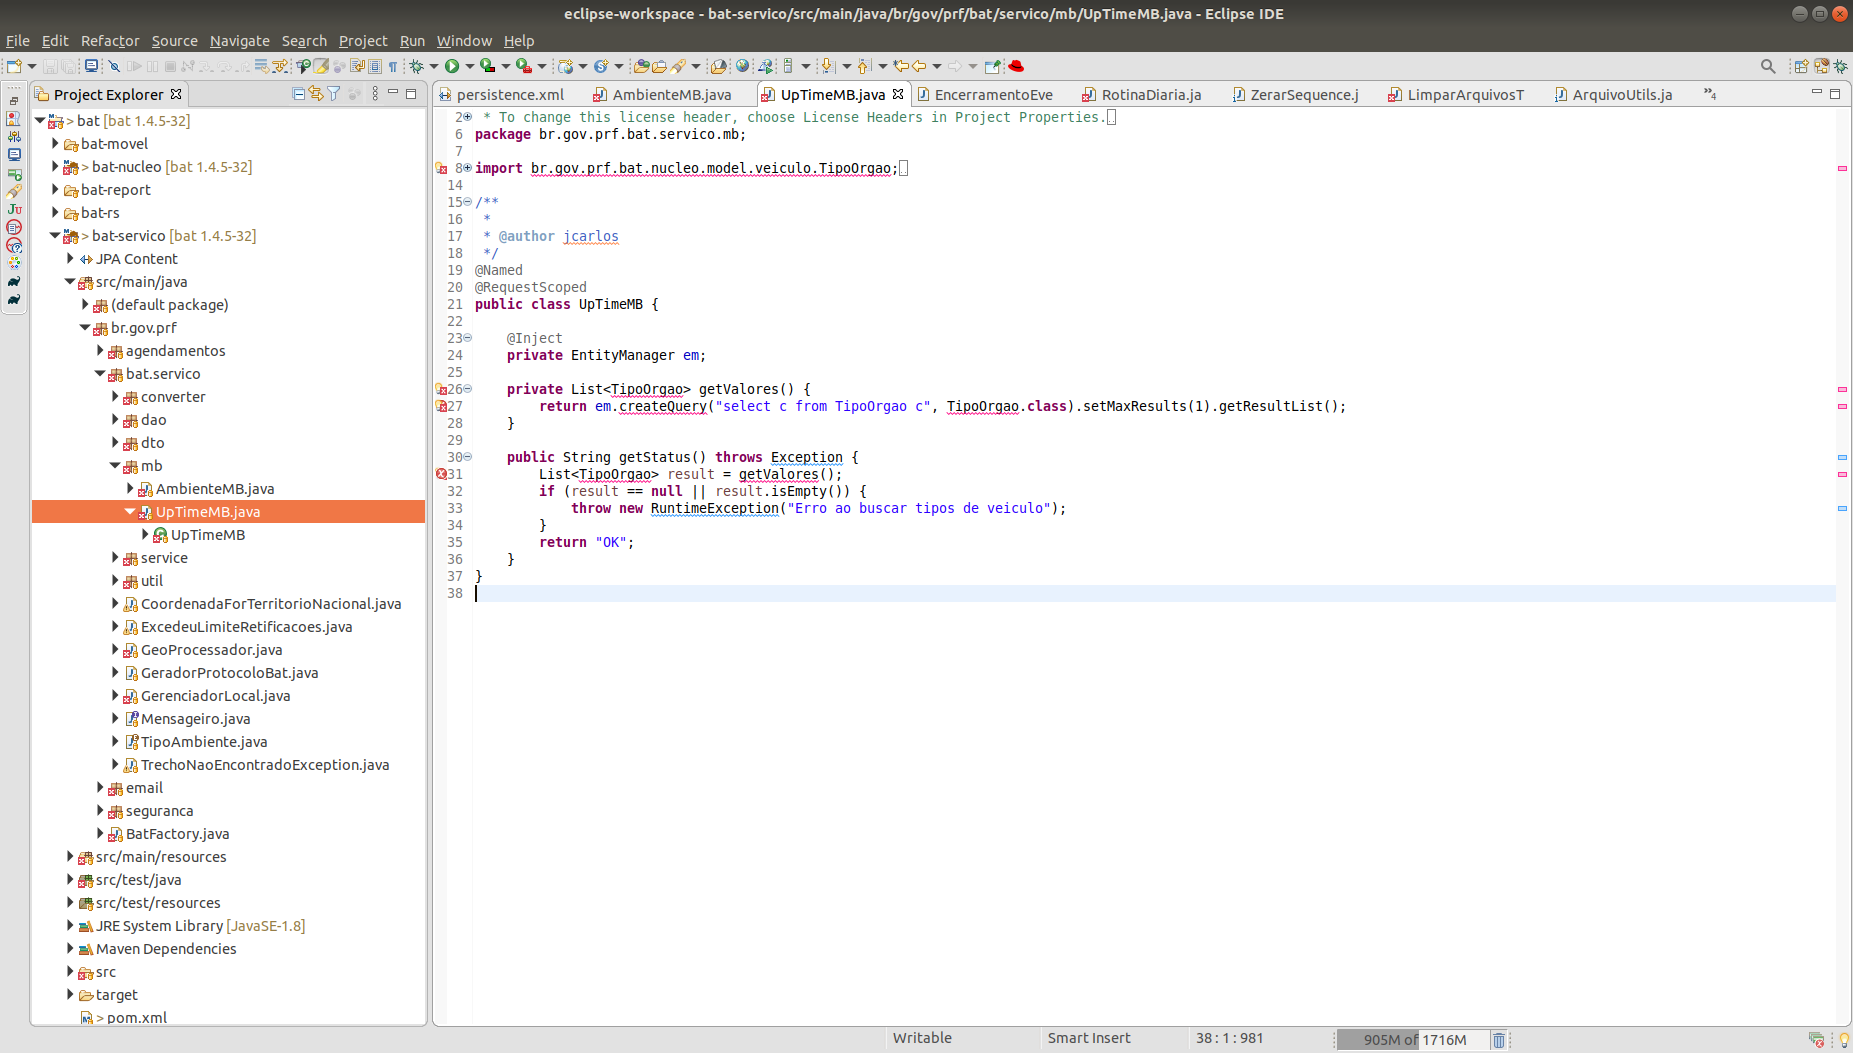 eclipse-workspace - bat-servico/src/main/java/br/gov/prf/bat/servico/mb/UpTimeMB.java - Eclipse IDE
File Edit Refactor Source Navigate Search Project Run Window Help
Project Explorer
> bat [bat 1.4.5-32]
bat-movel
> bat-nucleo [bat 1.4.5-32]
bat-report
bat-rs
> bat-servico [bat 1.4.5-32]
JPA Content
src/main/java
(default package)
br.gov.prf
agendamentos
bat.servico
converter
dao
dto
mb
AmbienteMB.java
UpTimeMB.java
UpTimeMB
service
util
CoordenadaForTerritorioNacional.java
ExcedeuLimiteRetificacoes.java
GeoProcessador.java
GeradorProtocoloBat.java
GerenciadorLocal.java
Mensageiro.java
TipoAmbiente.java
TrechoNaoEncontradoException.java
email
seguranca
BatFactory.java
src/main/resources
src/test/java
src/test/resources
JRE System Library [JavaSE-1.8]
Maven Dependencies
src
target
> pom.xml
persistence.xml AmbienteMB.java UpTimeMB.java EncerramentoEve RotinaDiaria.ja ZerarSequence.j LimparArquivosT ArquivoUtils.ja »4
2 * To change this license header, choose License Headers in Project Properties.
6 package br.gov.prf.bat.servico.mb;
7
8 import br.gov.prf.bat.nucleo.model.veiculo.TipoOrgao;
14
15 /**
16 *
17 * @author jcarlos
18 */
19 @Named
20 @RequestScoped
21 public class UpTimeMB {
22
23 @Inject
24 private EntityManager em;
25
26 private List<TipoOrgao> getValores() {
27 return em.createQuery("select c from TipoOrgao c", TipoOrgao.class).setMaxResults(1).getResultList();
28 }
29
30 public String getStatus() throws Exception {
31 List<TipoOrgao> result = getValores();
32 if (result == null || result.isEmpty()) {
33 throw new RuntimeException("Erro ao buscar tipos de veiculo");
34 }
35 return "OK";
36 }
37 }
38
Writable Smart Insert 38 : 1 : 981 905M of 1716M